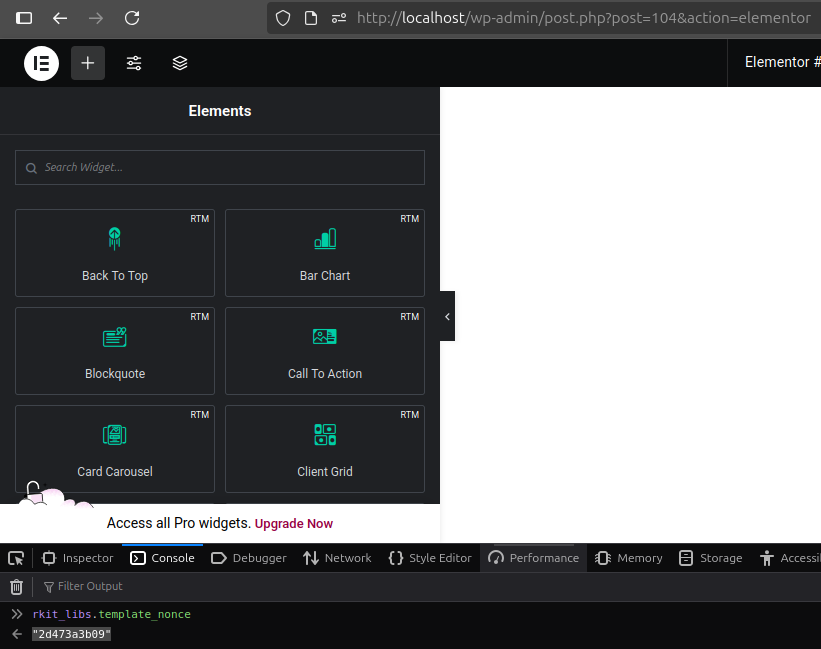 http://localhost/wp-admin/post.php?post=104&action=elementor
Elementor #
Elements
Search Widget...
RTM
Back To Top
RTM
Bar Chart
RTM
Blockquote
RTM
Call To Action
RTM
Card Carousel
RTM
Client Grid
Access all Pro widgets. Upgrade Now
Inspector Console Debugger Network Style Editor Performance Memory Storage Accessi
Filter Output
rkit_libs.template_nonce
"2d473a3b09"